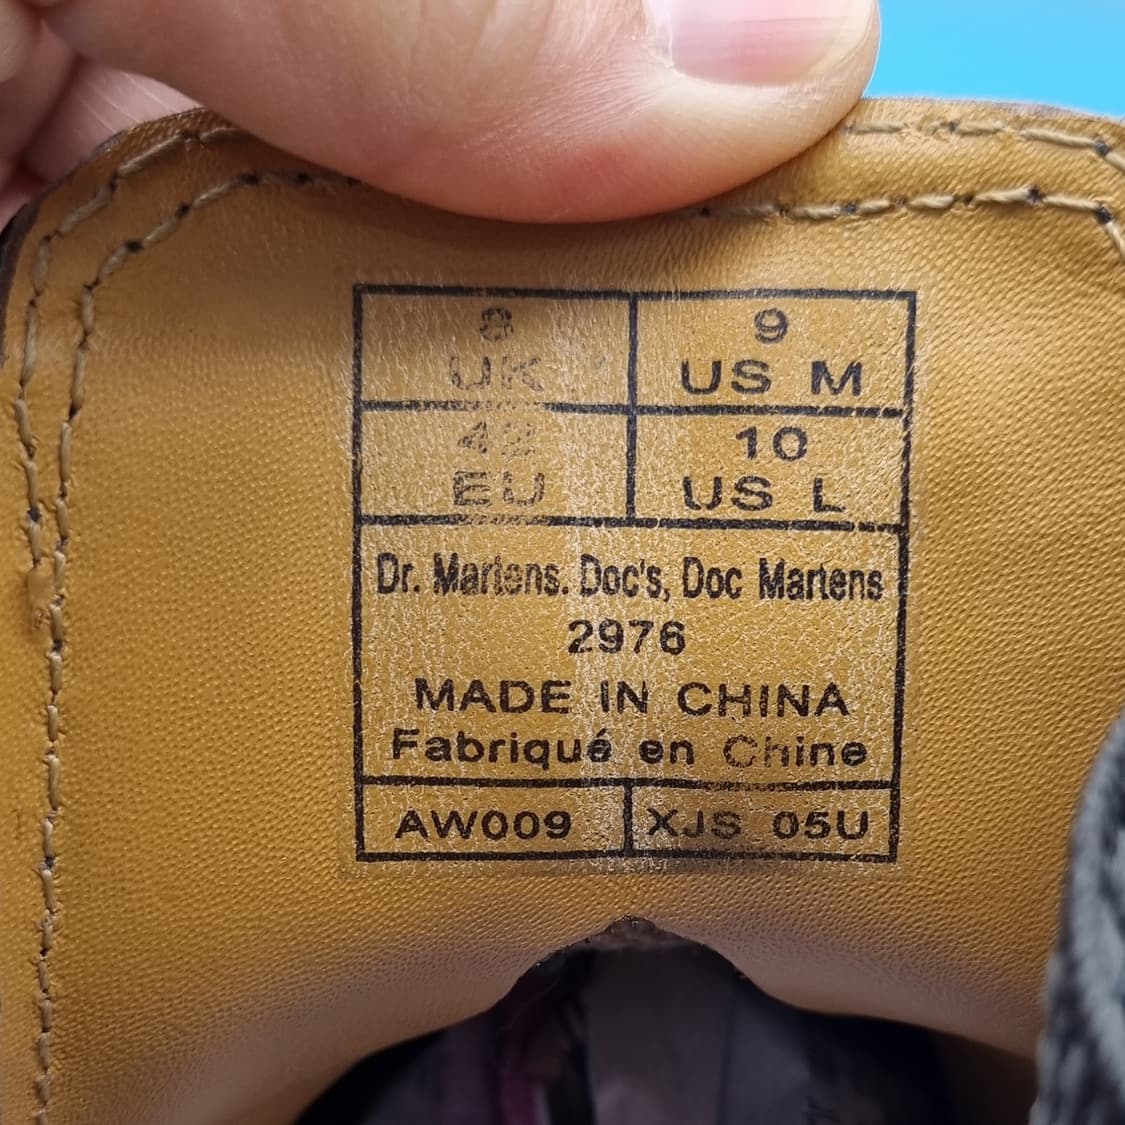 8
UK
9
US M
42
EU
10
US L
Dr. Martens. Doc's, Doc Martens
2976
MADE IN CHINA
Fabriqué en Chine
AW009
XJS 05U